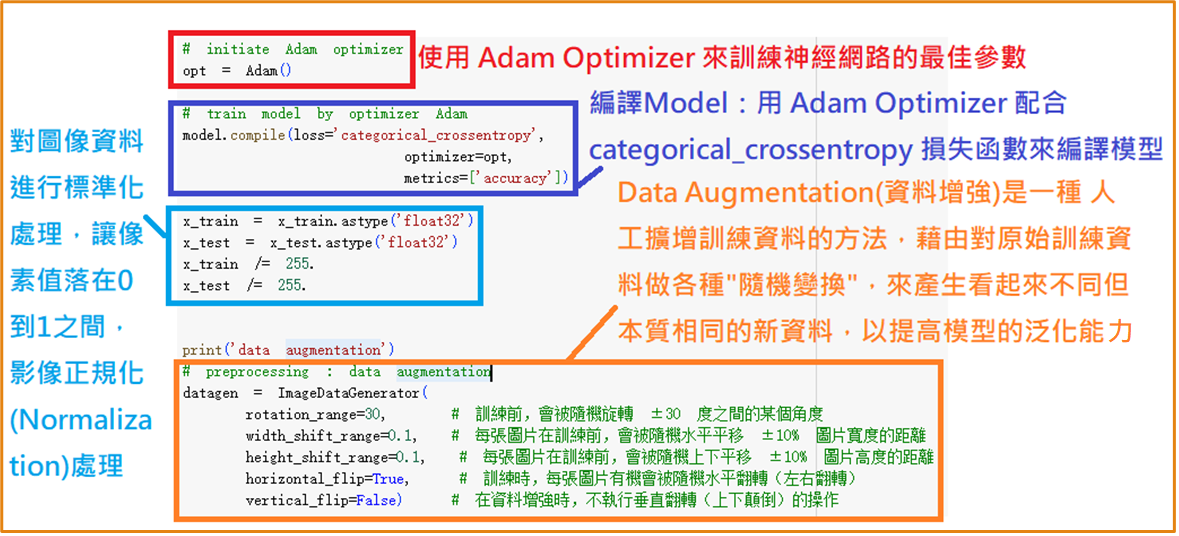 # initiate Adam optimizer
opt = Adam()
使用 Adam Optimizer 來訓練神經網路的最佳參數
# train model by optimizer Adam
model.compile(loss='categorical_crossentropy',
optimizer=opt,
metrics=['accuracy'])
編譯Model：用 Adam Optimizer 配合
categorical_crossentropy 損失函數來編譯模型
對圖像資料
進行標準化
處理，讓像
素值落在0
到1之間，
影像正規化
(Normaliza
tion)處理
x_train = x_train.astype('float32')
x_test = x_test.astype('float32')
x_train /= 255.
x_test /= 255.
Data Augmentation(資料增強)是一種 人
工擴增訓練資料的方法，藉由對原始訓練資
料做各種"隨機變換"，來產生看起來不同但
本質相同的新資料，以提高模型的泛化能力
print('data augmentation')
# preprocessing : data augmentation
datagen = ImageDataGenerator(
rotation_range=30, # 訓練前，會被隨機旋轉 ±30 度之間的某個角度
width_shift_range=0.1, # 每張圖片在訓練前，會被隨機水平平移 ±10% 圖片寬度的距離
height_shift_range=0.1, # 每張圖片在訓練前，會被隨機上下平移 ±10% 圖片高度的距離
horizontal_flip=True, # 訓練時，每張圖片有機會被隨機水平翻轉（左右翻轉）
vertical_flip=False) # 在資料增強時，不執行垂直翻轉（上下顛倒）的操作